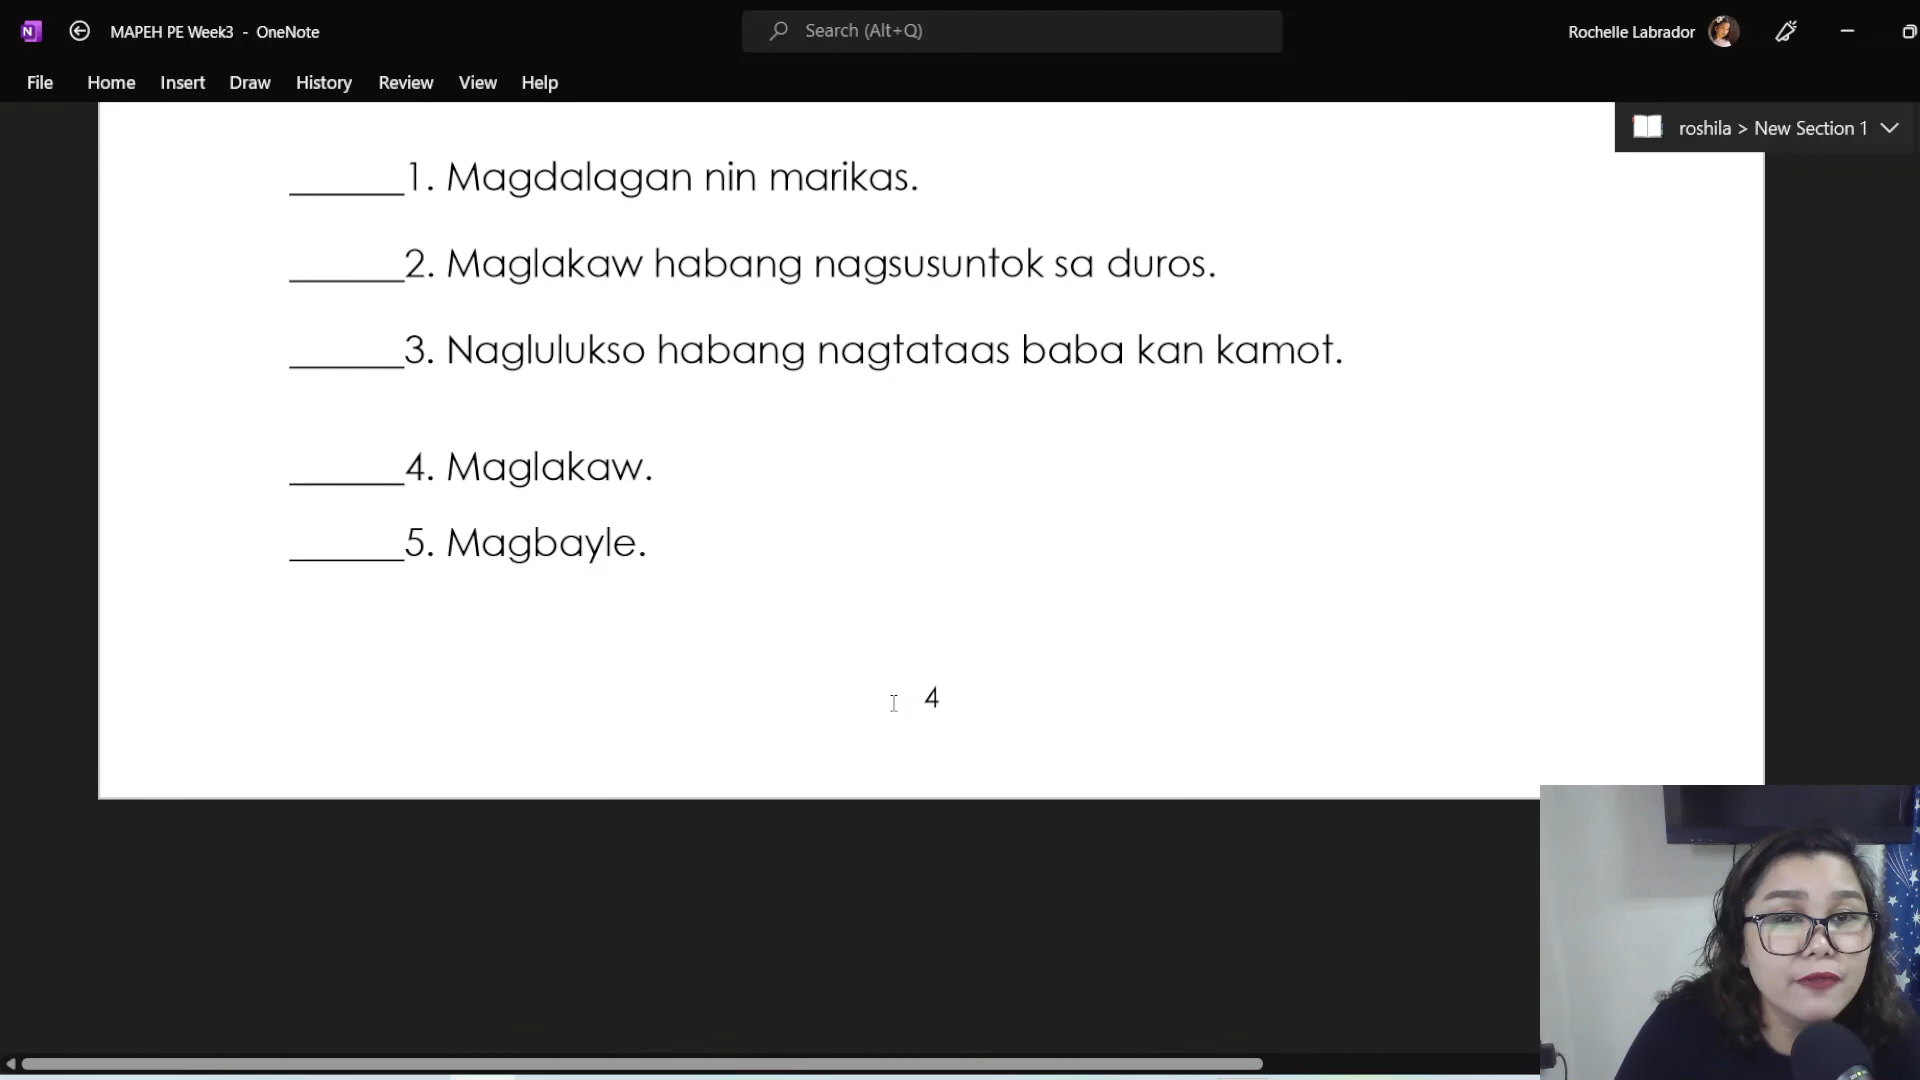 MAPEH PE Week3 - OneNote
Search (Alt+Q)
Rochelle Labrador
File Home Insert Draw History Review View Help
roshila > New Section 1
______1. Magdalagan nin marikas.
______2. Maglakaw habang nagsusuntok sa duros.
______3. Naglulukso habang nagtataas baba kan kamot.
______4. Maglakaw.
______5. Magbayle.
4